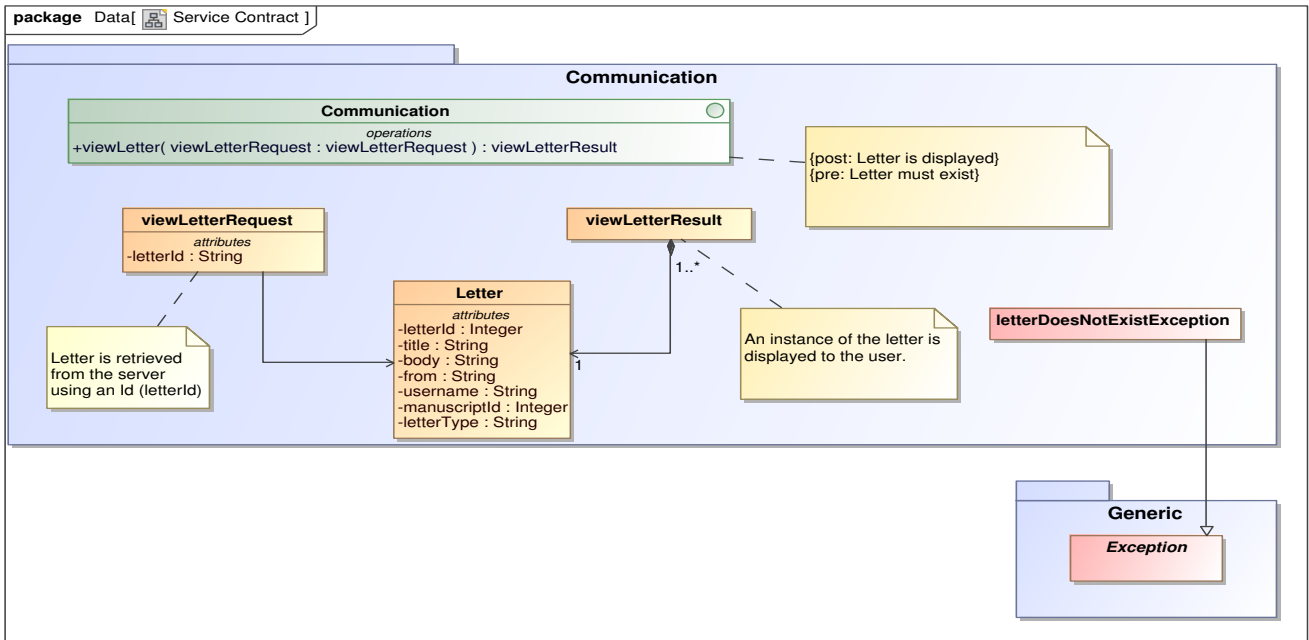 package Data[ Service Contract ]
Communication
Communication
operations
+viewLetter( viewLetterRequest : viewLetterRequest ) : viewLetterResult
{post: Letter is displayed}
{pre: Letter must exist}
viewLetterRequest
attributes
-letterId : String
viewLetterResult
1..*
Letter
attributes
-letterId : Integer
-title : String
-body : String
-from : String
-username : String
-manuscriptId : Integer
-letterType : String
1
Letter is retrieved
from the server
using an Id (letterId)
An instance of the letter is
displayed to the user.
letterDoesNotExistException
Generic
Exception